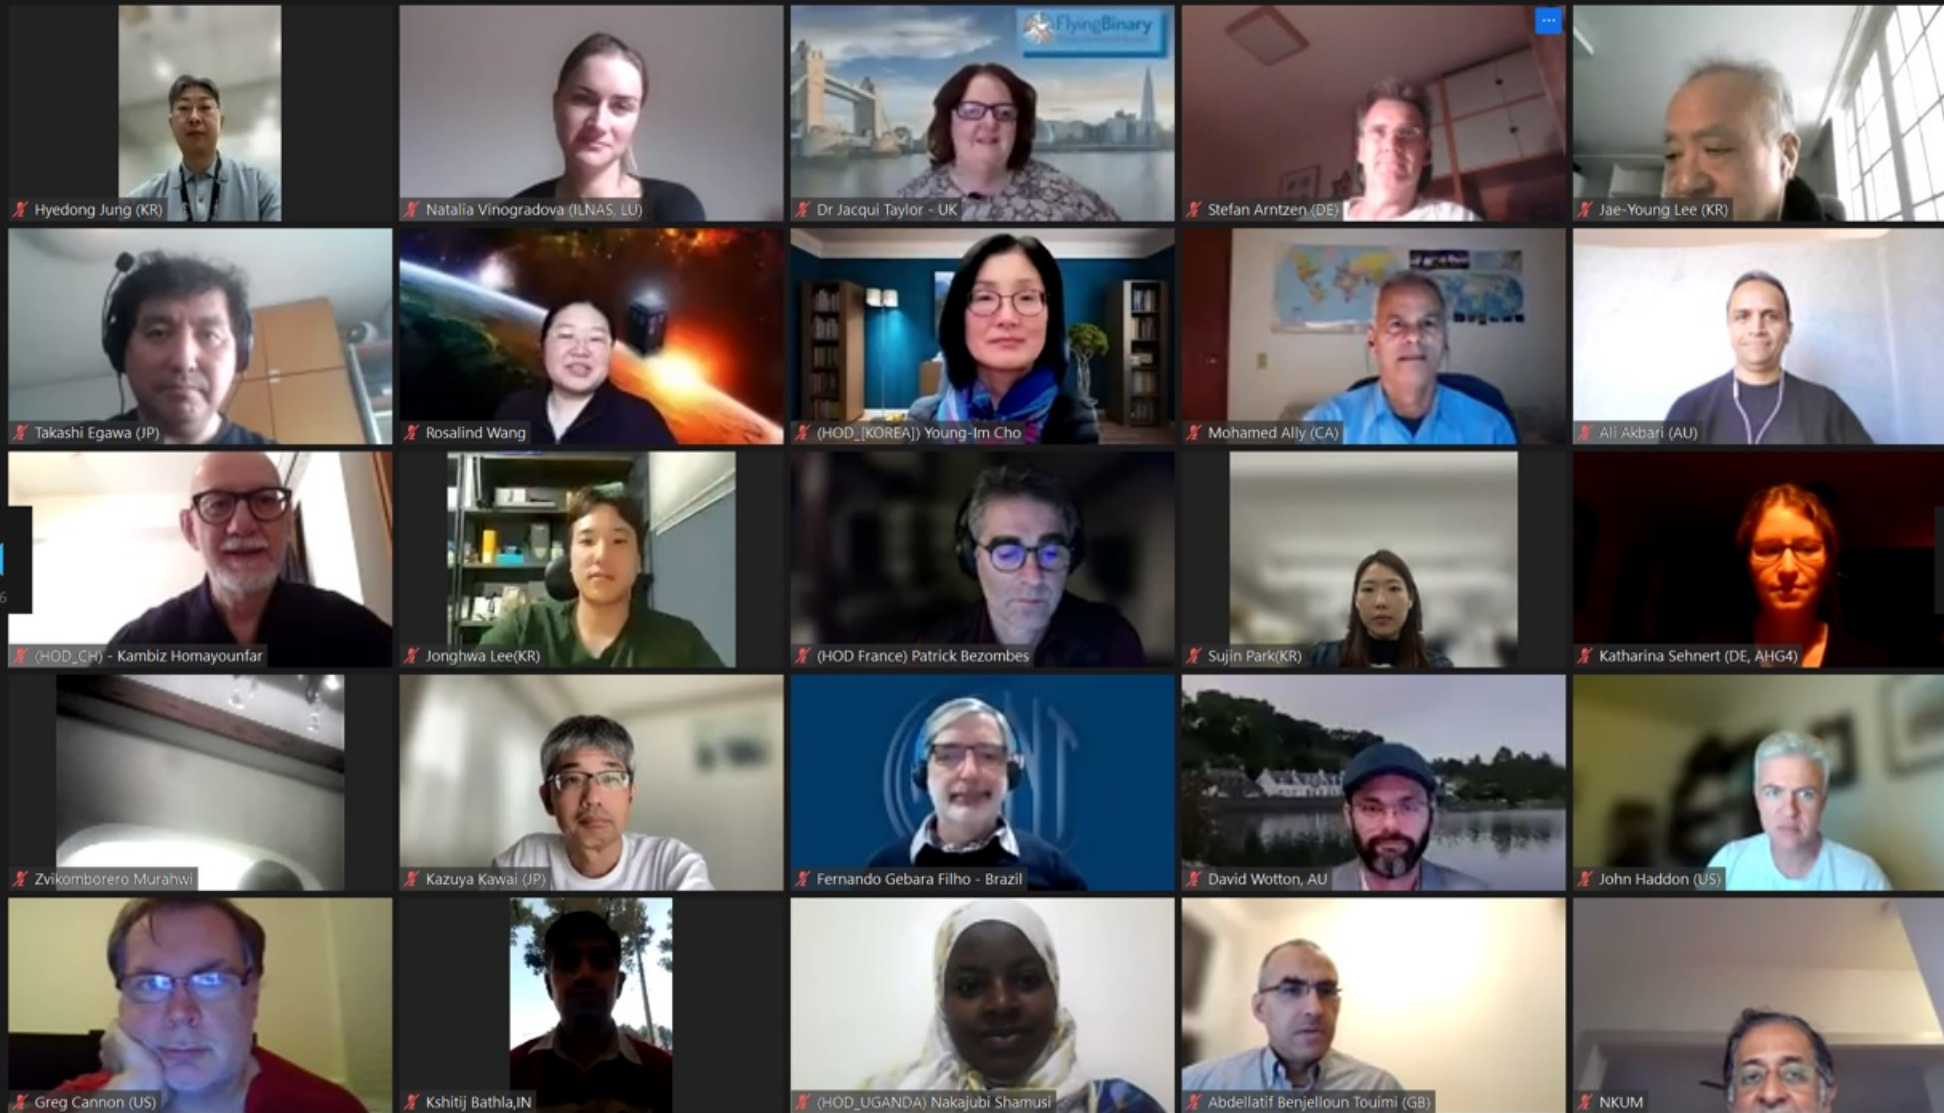 FlyingBinary
Hyedong Jung (KR)
Natalia Vinogradova (ILNAS, LU)
Dr Jacqui Taylor - UK
Stefan Arntzen (DE)
Jae-Young Lee (KR)
Takashi Egawa (JP)
Rosalind Wang
(HOD_[KOREA]) Young-Im Cho
Mohamed Ally (CA)
Ali Akbari (AU)
6
(HOD_CH) - Kambiz Homayounfar
Jonghwa Lee(KR)
(HOD France) Patrick Bezombes
Sujin Park(KR)
Katharina Sehnert (DE, AHG4)
Zvikomborero Murahwi
Kazuya Kawai (JP)
Fernando Gebara Filho - Brazil
David Wotton, AU
John Haddon (US)
Greg Cannon (US)
Kshitij Bathla,IN
(HOD_UGANDA) Nakajubi Shamusi
Abdellatif Benjelloun Touimi (GB)
NKUM